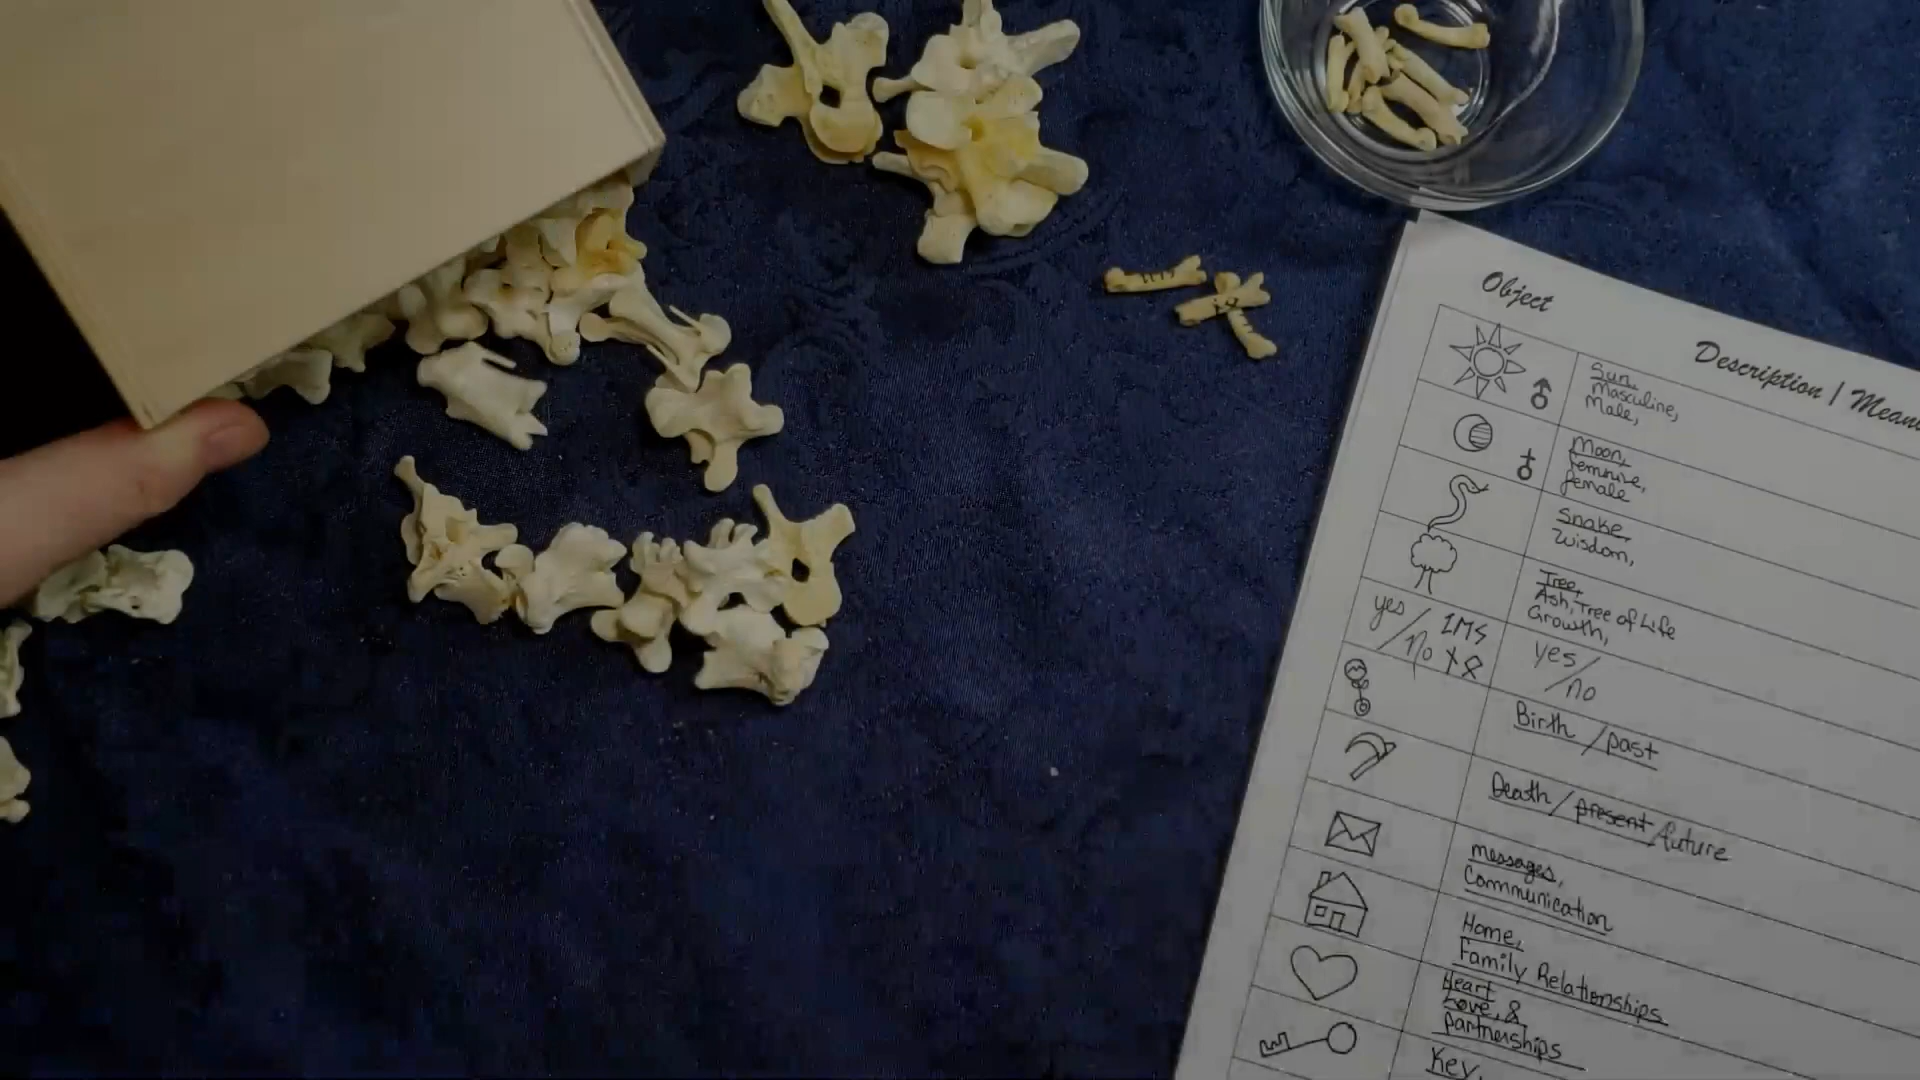 Object
Description | Mean
Sun,
Masculine,
Male,
Moon,
Feminine,
female
Snake,
Wisdom,
Tree,
Ash, Tree of Life
Growth,
yes/
no
yes/
no
Birth / past
Death / present / future
messages,
Communication
Home,
Family Relationships
Heart
Love, &
partnerships
Key,